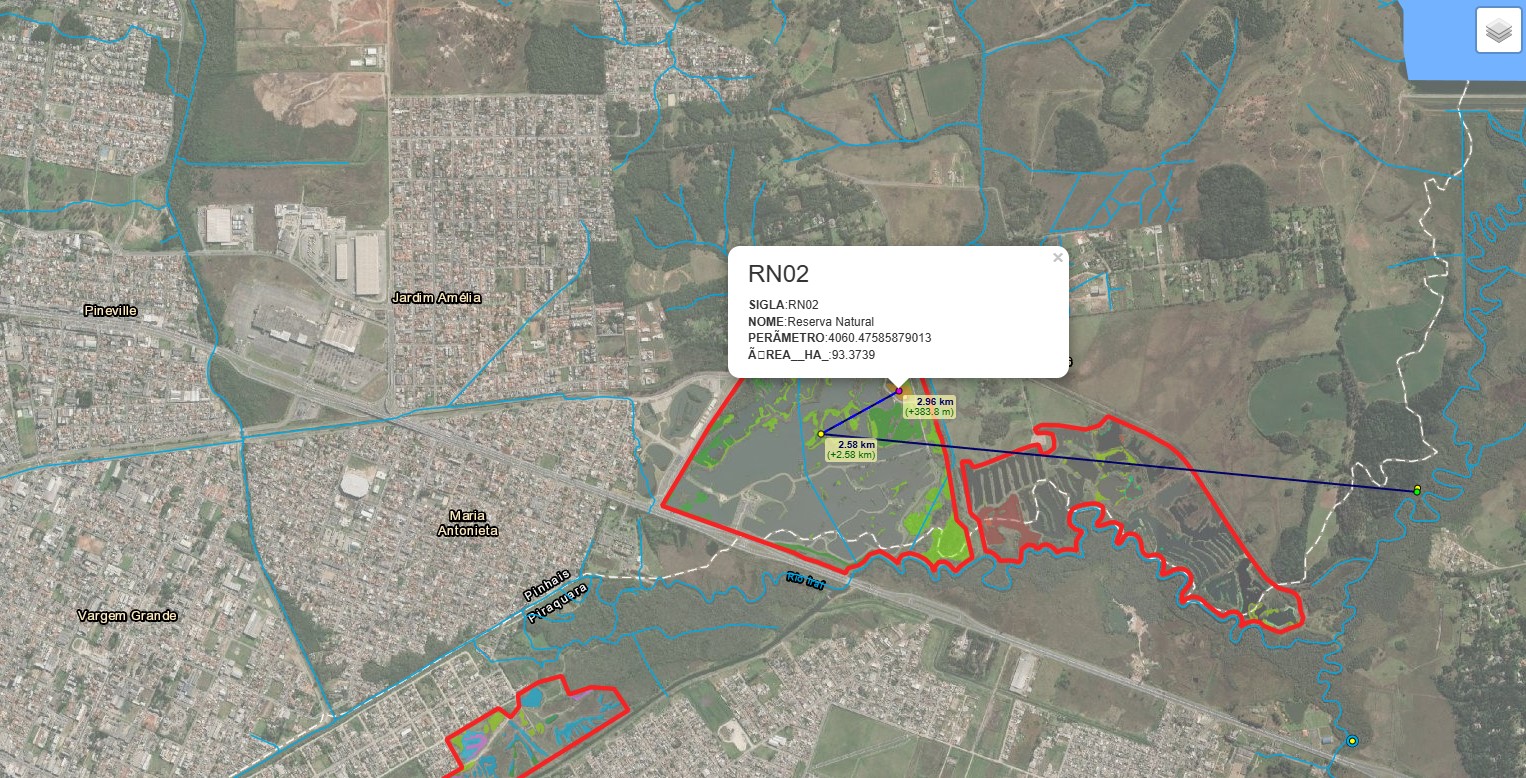 RN02
×
SIGLA:RN02
NOME:Reserva Natural
PERÃMETRO:4060.47585879013
Ã□REA__HA_:93.3739
Jardim Amélia
Pineville
2.96 km
(+383.8 m)
2.58 km
(+2.58 km)
Maria
Antonieta
Pinhais
Piraquara
Rio Iraí
Vargem Grande